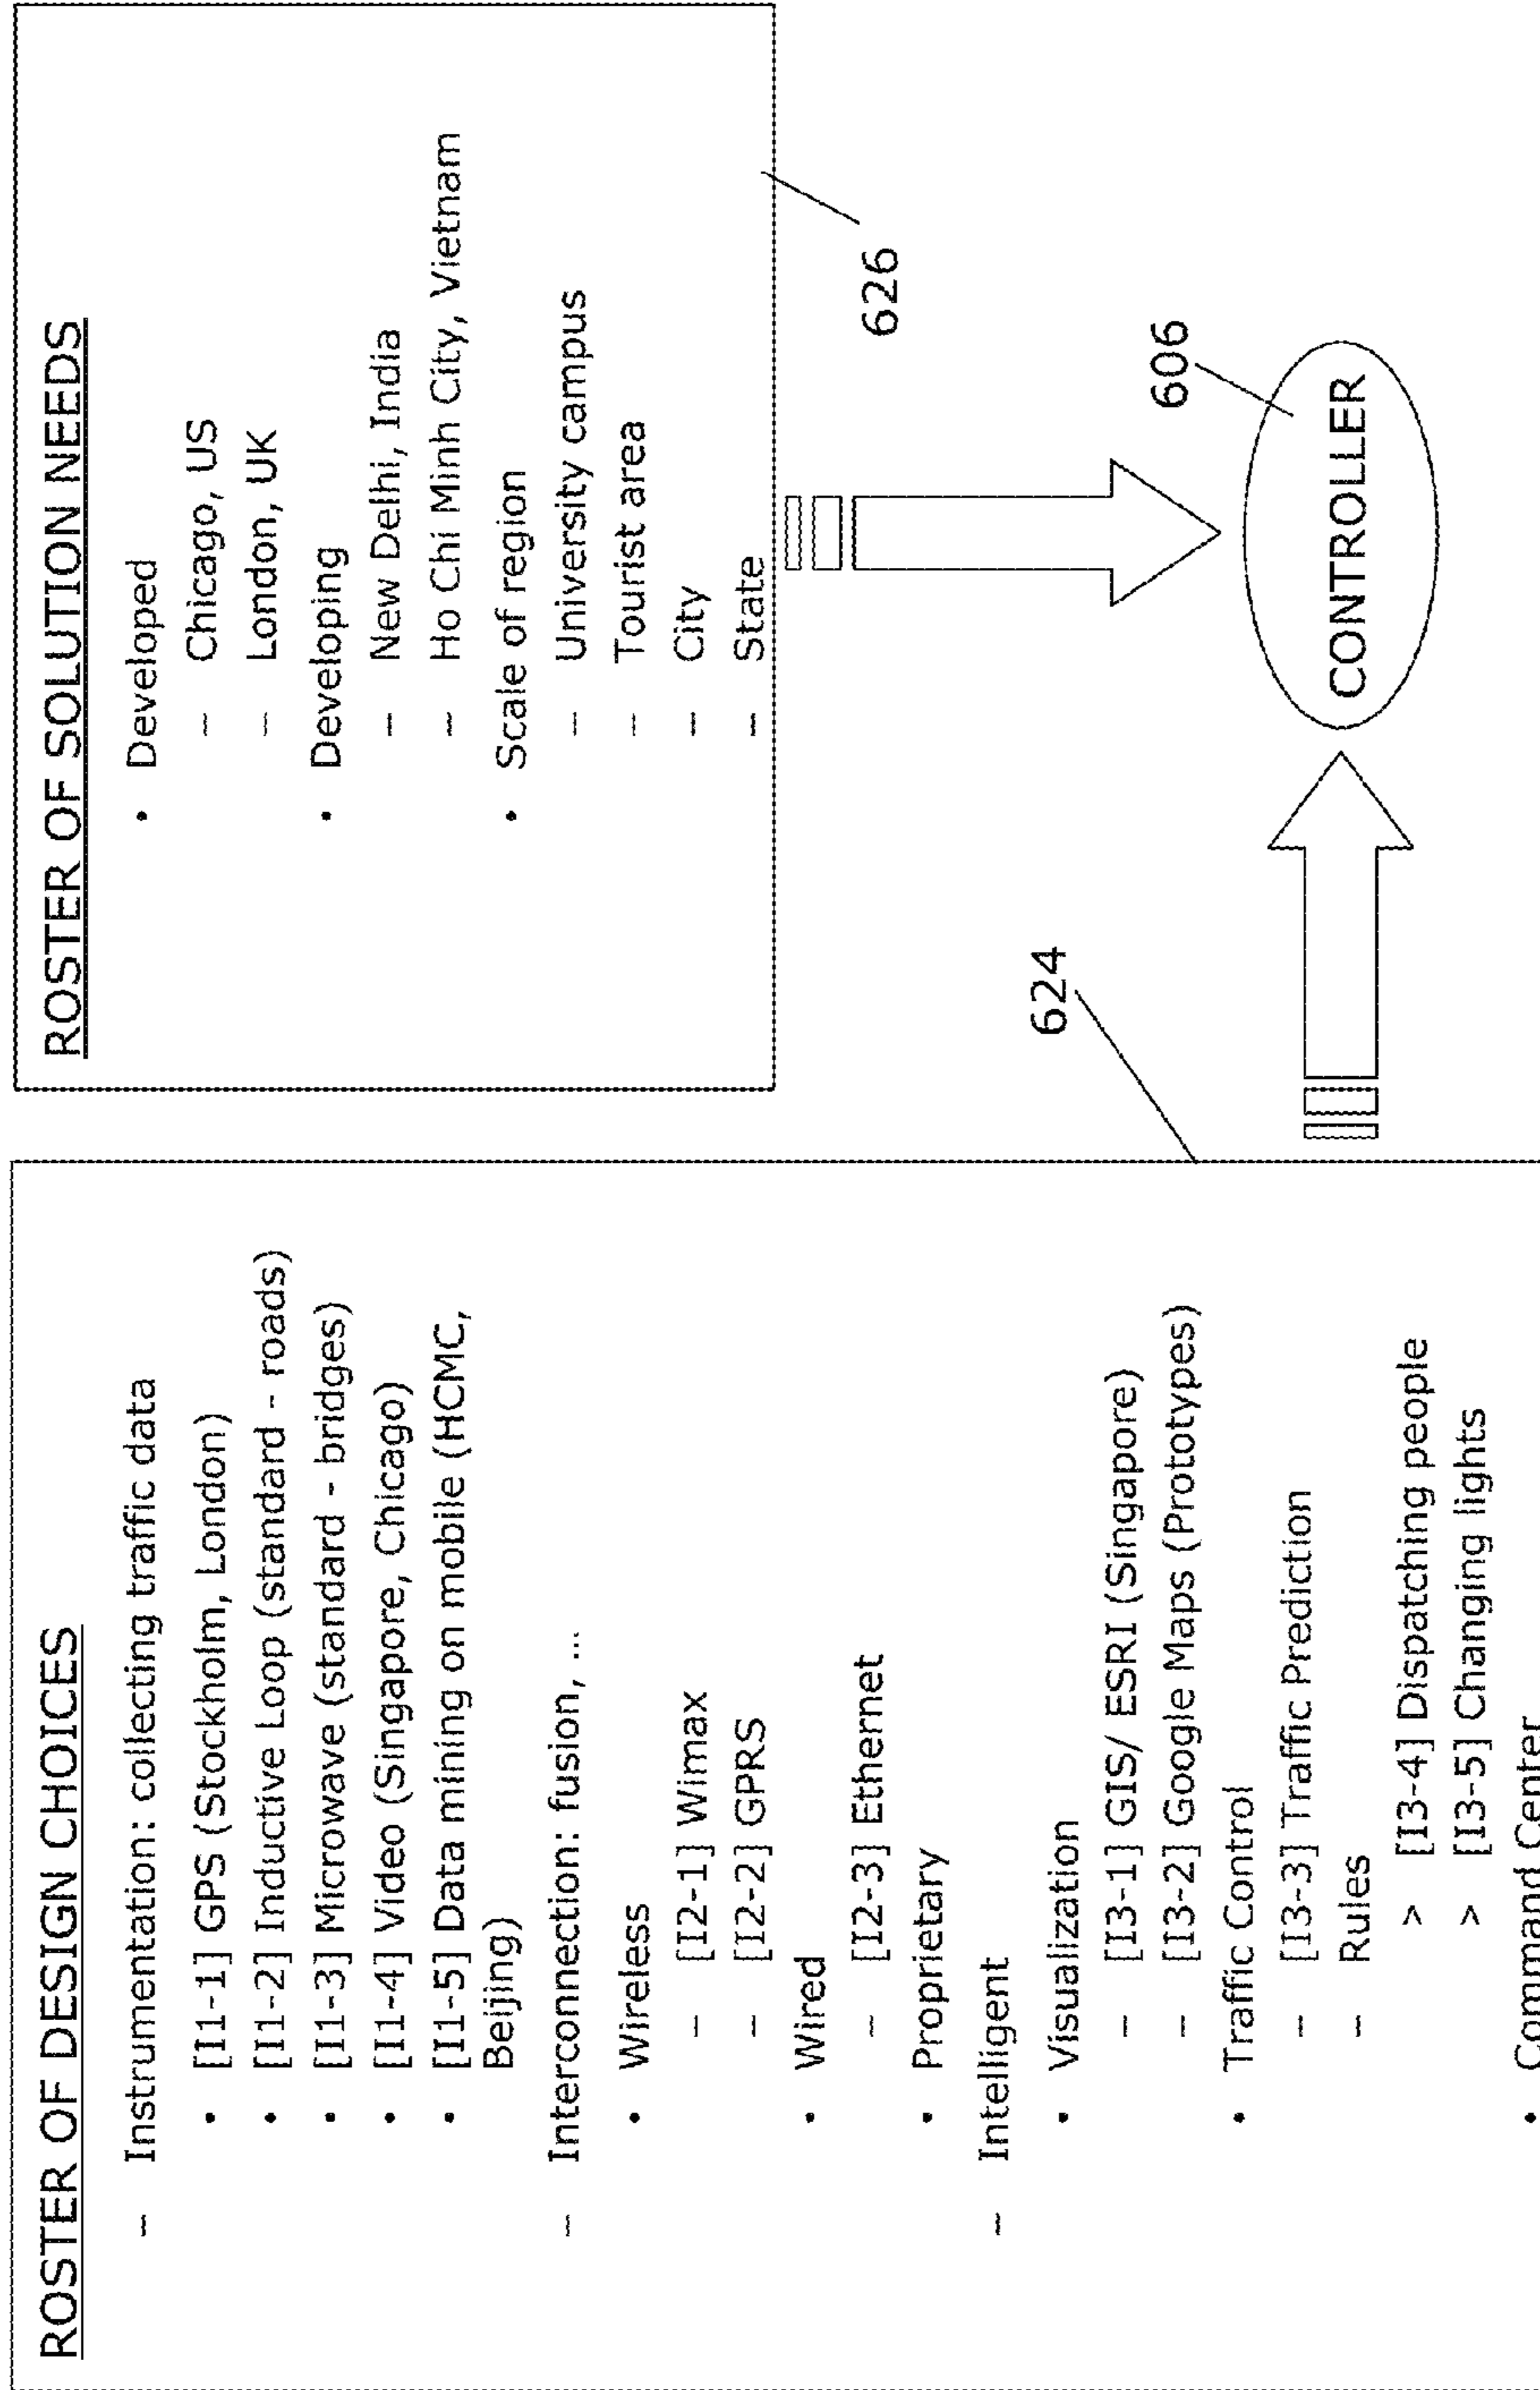 ROSTER OF DESIGN CHOICES
– Instrumentation: collecting traffic data
• [I1-1] GPS (Stockholm, London)
• [I1-2] Inductive Loop (standard - roads)
• [I1-3] Microwave (standard - bridges)
• [I1-4] Video (Singapore, Chicago)
• [I1-5] Data mining on mobile (HCMC,
Beijing)
– Interconnection: fusion, ...
• Wireless
– [I2-1] Wimax
– [I2-2] GPRS
• Wired
– [I2-3] Ethernet
• Proprietary
– Intelligent
• Visualization
– [I3-1] GIS/ ESRI (Singapore)
– [I3-2] Google Maps (Prototypes)
• Traffic Control
– [I3-3] Traffic Prediction
– Rules
> [I3-4] Dispatching people
> [I3-5] Changing lights
• Command Center
ROSTER OF SOLUTION NEEDS
• Developed
– Chicago, US
– London, UK
• Developing
– New Delhi, India
– Ho Chi Minh City, Vietnam
• Scale of region
– University campus
– Tourist area
– City
– State
626
624
606
CONTROLLER